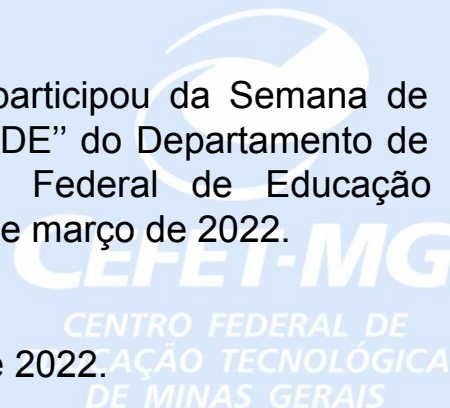 participou da Semana de
DE’’ do Departamento de
Federal de Educação
e março de 2022.
CEFET-MG
CENTRO FEDERAL DE
EDUCAÇÃO TECNOLÓGICA
e 2022.
DE MINAS GERAIS